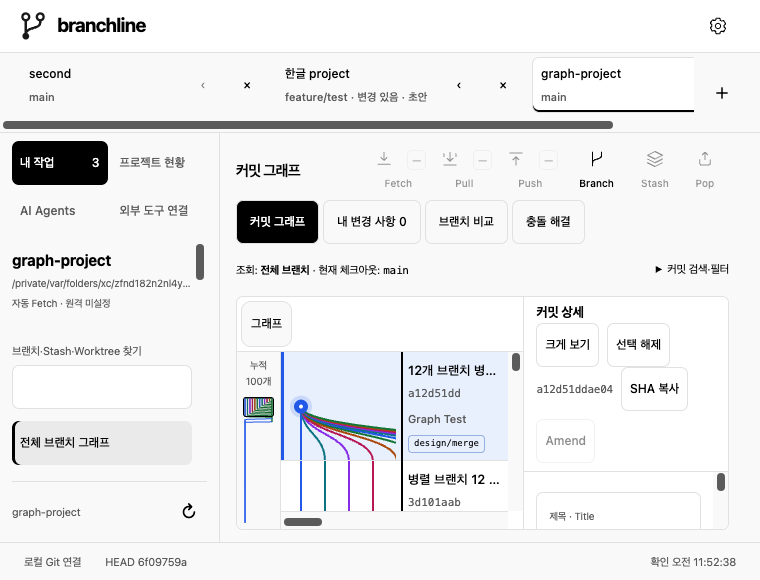 branchline
second
main
한글 project
feature/test · 변경 있음 · 초안
graph-project
main
내 작업 3
프로젝트 현황
AI Agents
외부 도구 연결
graph-project
/private/var/folders/xc/zfnd182n2nl4y...
자동 Fetch · 원격 미설정
브랜치·Stash·Worktree 찾기
전체 브랜치 그래프
graph-project
커밋 그래프
Fetch
Pull
Push
Branch
Stash
Pop
커밋 그래프
내 변경 사항 0
브랜치 비교
충돌 해결
조회: 전체 브랜치 · 현재 체크아웃: main
커밋 검색·필터
그래프
누적
100개
12개 브랜치 병...
a12d51dd
Graph Test
design/merge
병렬 브랜치 12 ...
3d101aab
커밋 상세
크게 보기
선택 해제
a12d51ddae04
SHA 복사
Amend
제목 · Title
로컬 Git 연결
HEAD 6f09759a
확인 오전 11:52:38